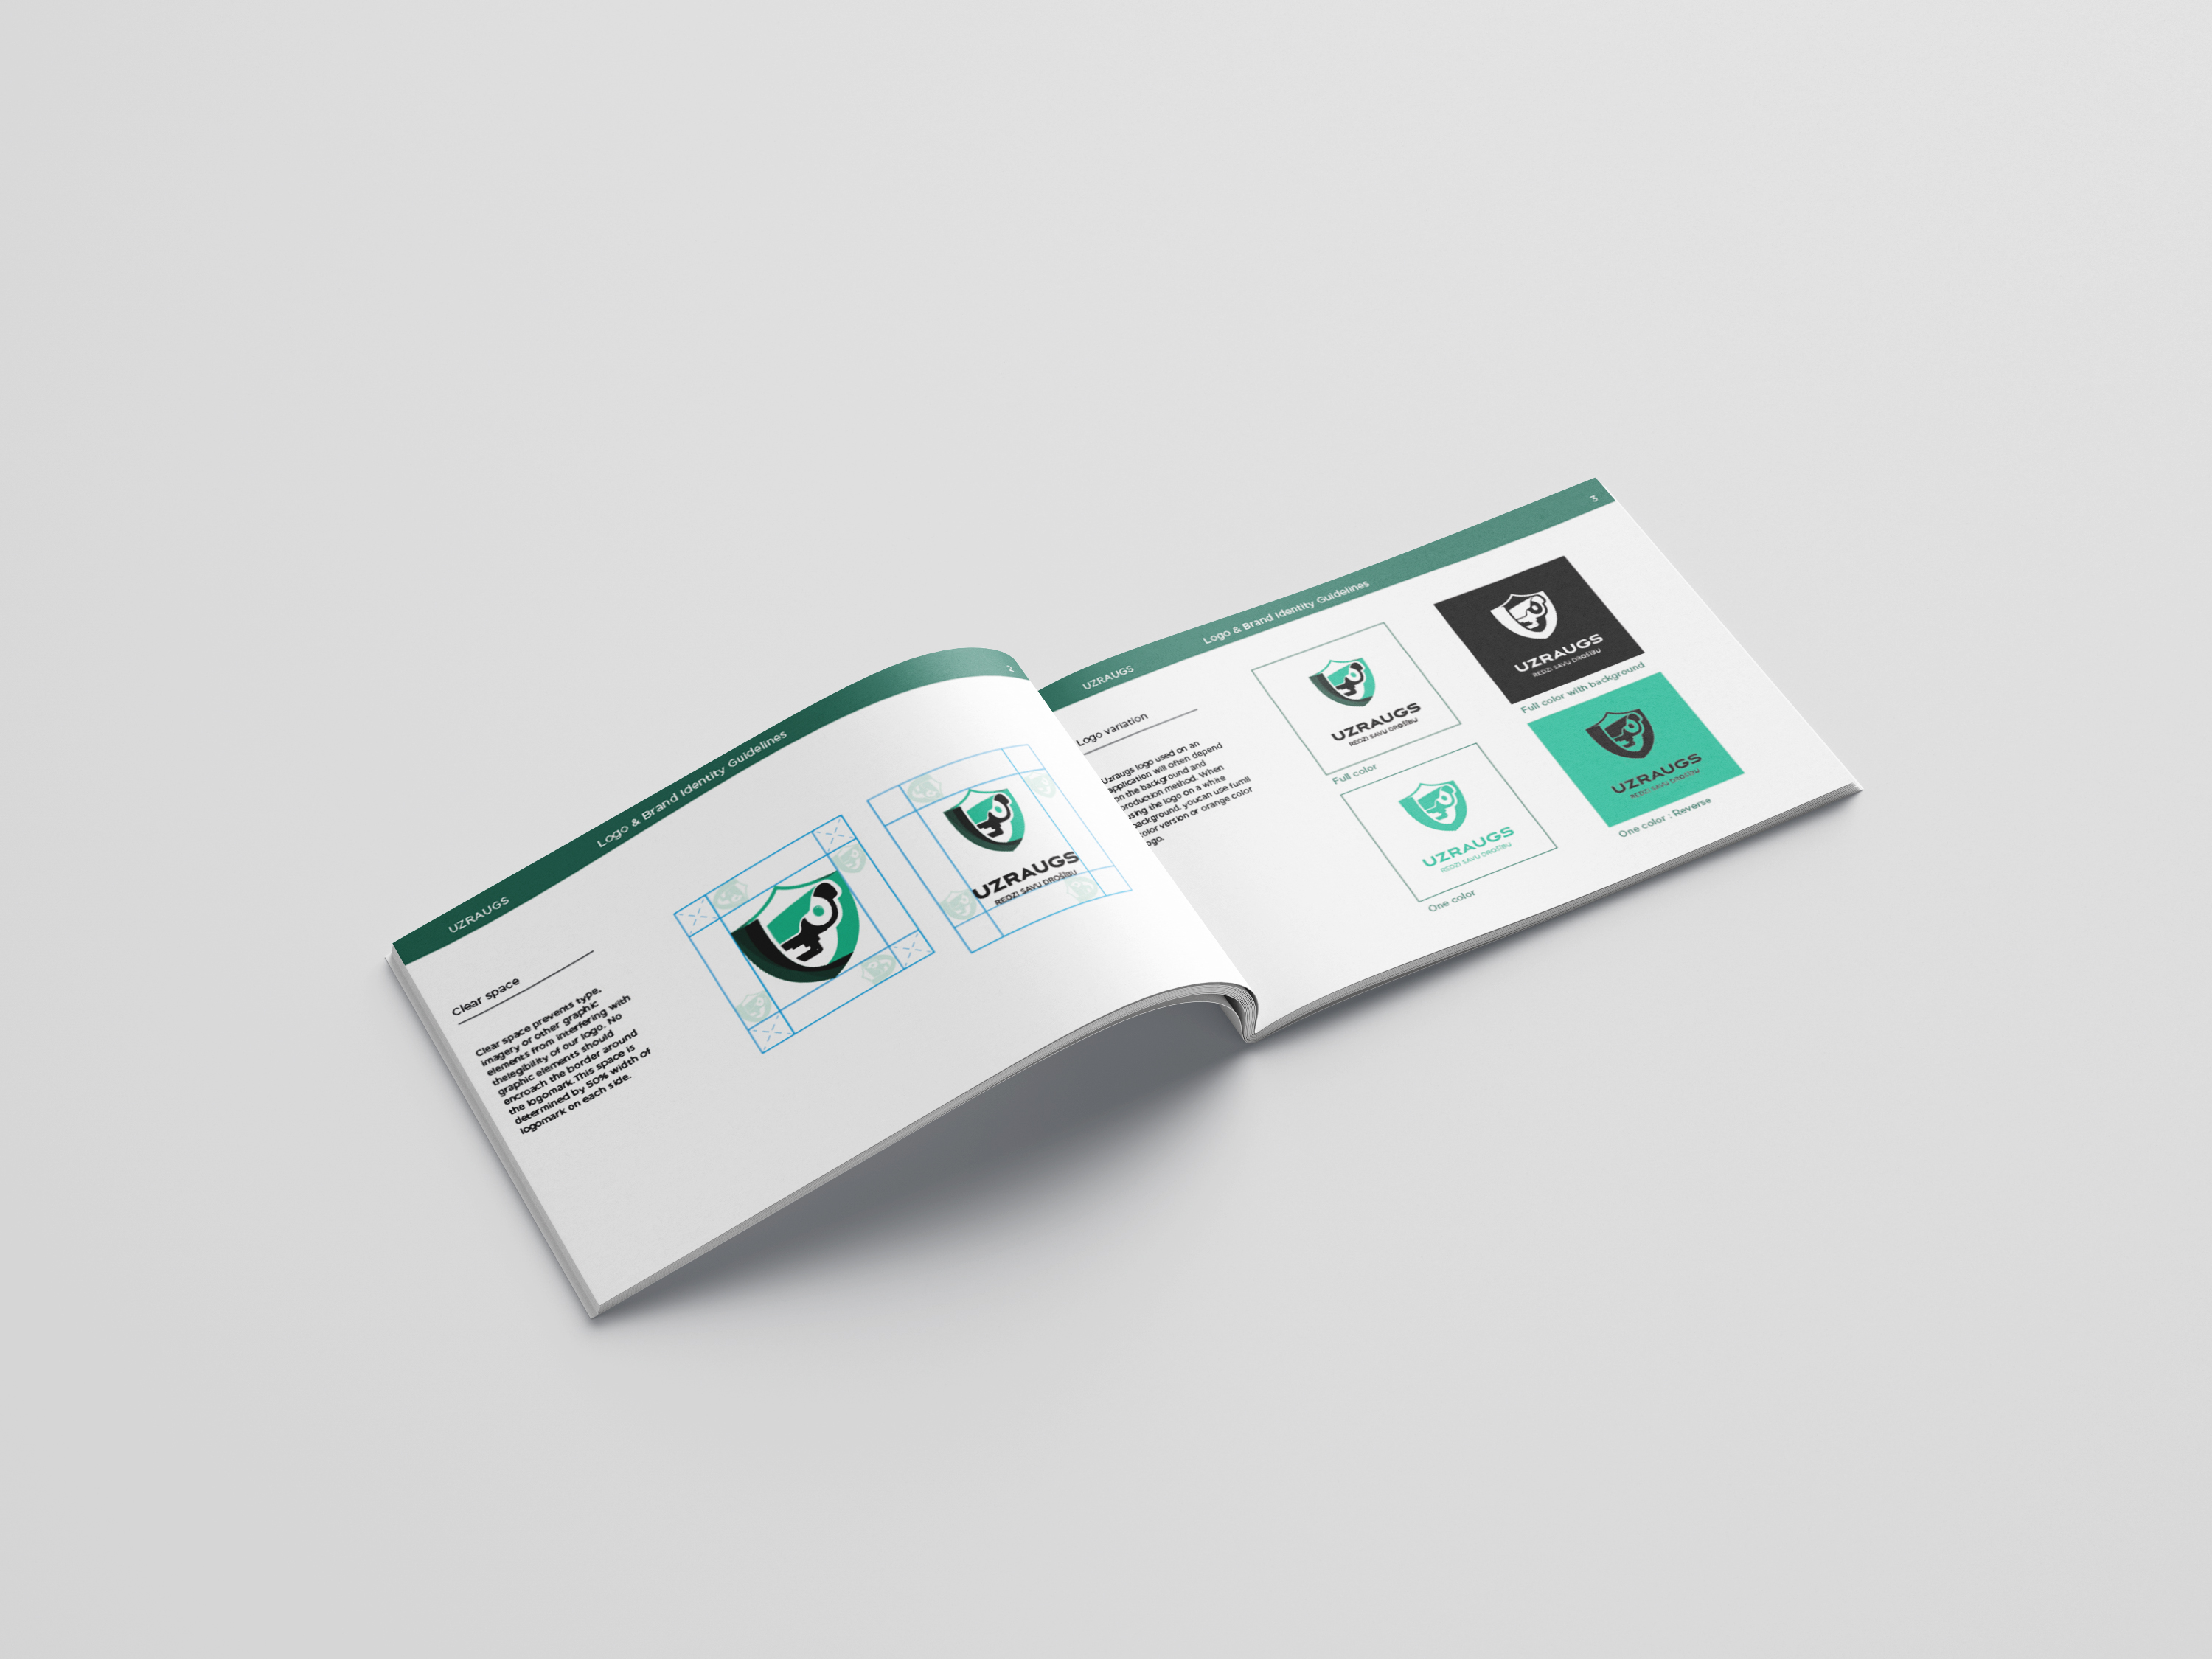 UZRAUGS
Logo & Brand Identity Guidelines
2
Clear space
Clear space prevents type,
imagery or other graphic
elements from interfering with
thelegibility of our logo. No
graphic elements should
encroach the border around
the logomark.This space is
determined by 50% width of
logomark on each side.
UZRAUGS
REDZI SAVU DROŠĪBU
UZRAUGS
Logo & Brand Identity Guidelines
3
Logo variation
Uzraugs logo used on an
application will often depend
on the background and
production method. When
using the logo on a white
background, youcan use fumll
color version or orange color
logo.
UZRAUGS
REDZI SAVU DROŠĪBU
Full color
UZRAUGS
REDZI SAVU DROŠĪBU
Full color with background
UZRAUGS
REDZI SAVU DROŠĪBU
One color
UZRAUGS
REDZI SAVU DROŠĪBU
One color : Reverse